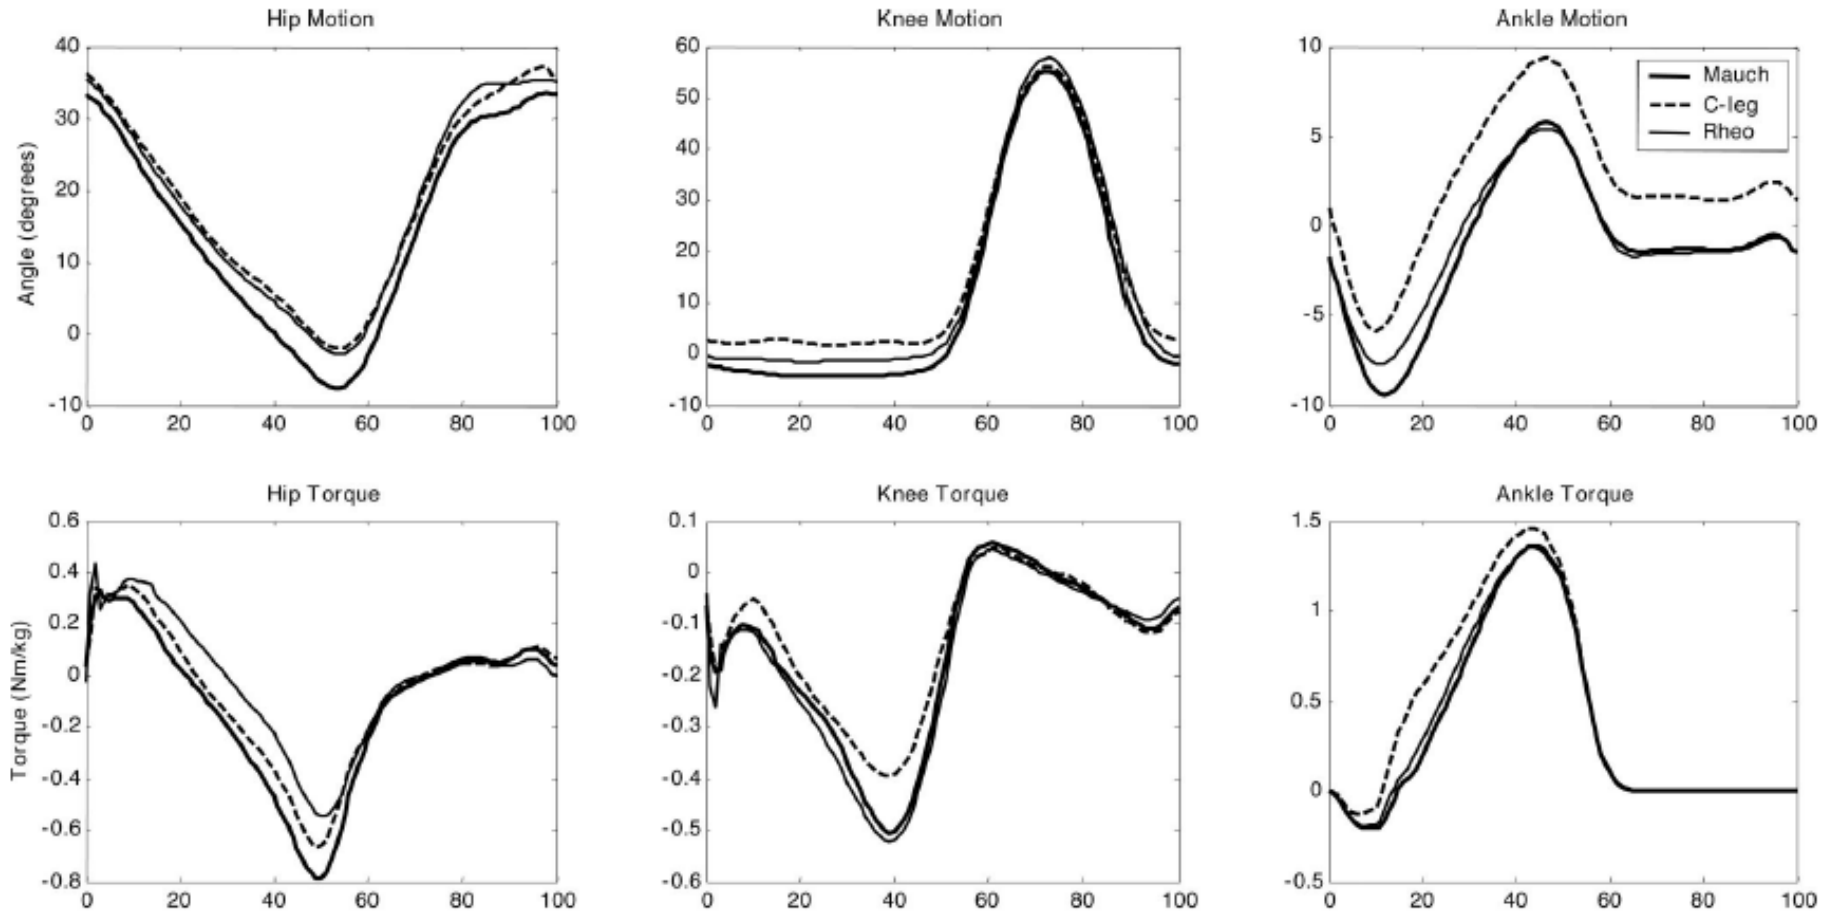 Hip Motion
40
30
20
10
0
-10
0 20 40 60 80 100
Angle (degrees)
Knee Motion
60
50
40
30
20
10
0
-10
0 20 40 60 80 100
Ankle Motion
10
5
0
-5
-10
0 20 40 60 80 100
Mauch
C-leg
Rheo
Hip Torque
0.6
0.4
0.2
0
-0.2
-0.4
-0.6
-0.8
0 20 40 60 80 100
Torque (Nm/kg)
Knee Torque
0.1
0
-0.1
-0.2
-0.3
-0.4
-0.5
-0.6
0 20 40 60 80 100
Ankle Torque
1.5
1
0.5
0
-0.5
0 20 40 60 80 100